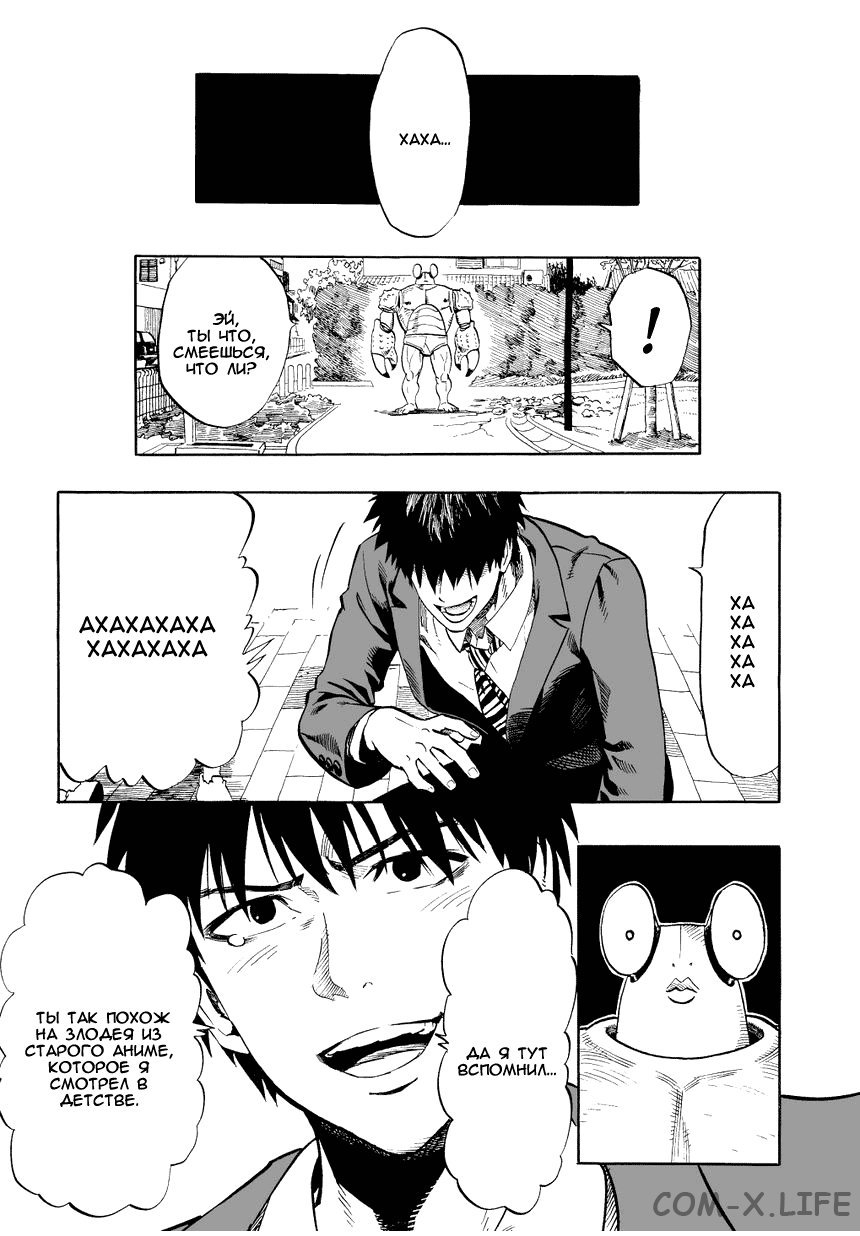 ХАХА...
!
ЭЙ,
ТЫ ЧТО,
СМЕЕШЬСЯ,
ЧТО ЛИ?
ХА
ХА
ХА
ХА
ХА
АХАХАХАХА
ХАХАХАХА
ДА Я ТУТ
ВСПОМНИЛ...
ТЫ ТАК ПОХОЖ
НА ЗЛОДЕЯ ИЗ
СТАРОГО АНИМЕ,
КОТОРОЕ Я
СМОТРЕЛ В
ДЕТСТВЕ.
COM-X.LIFE